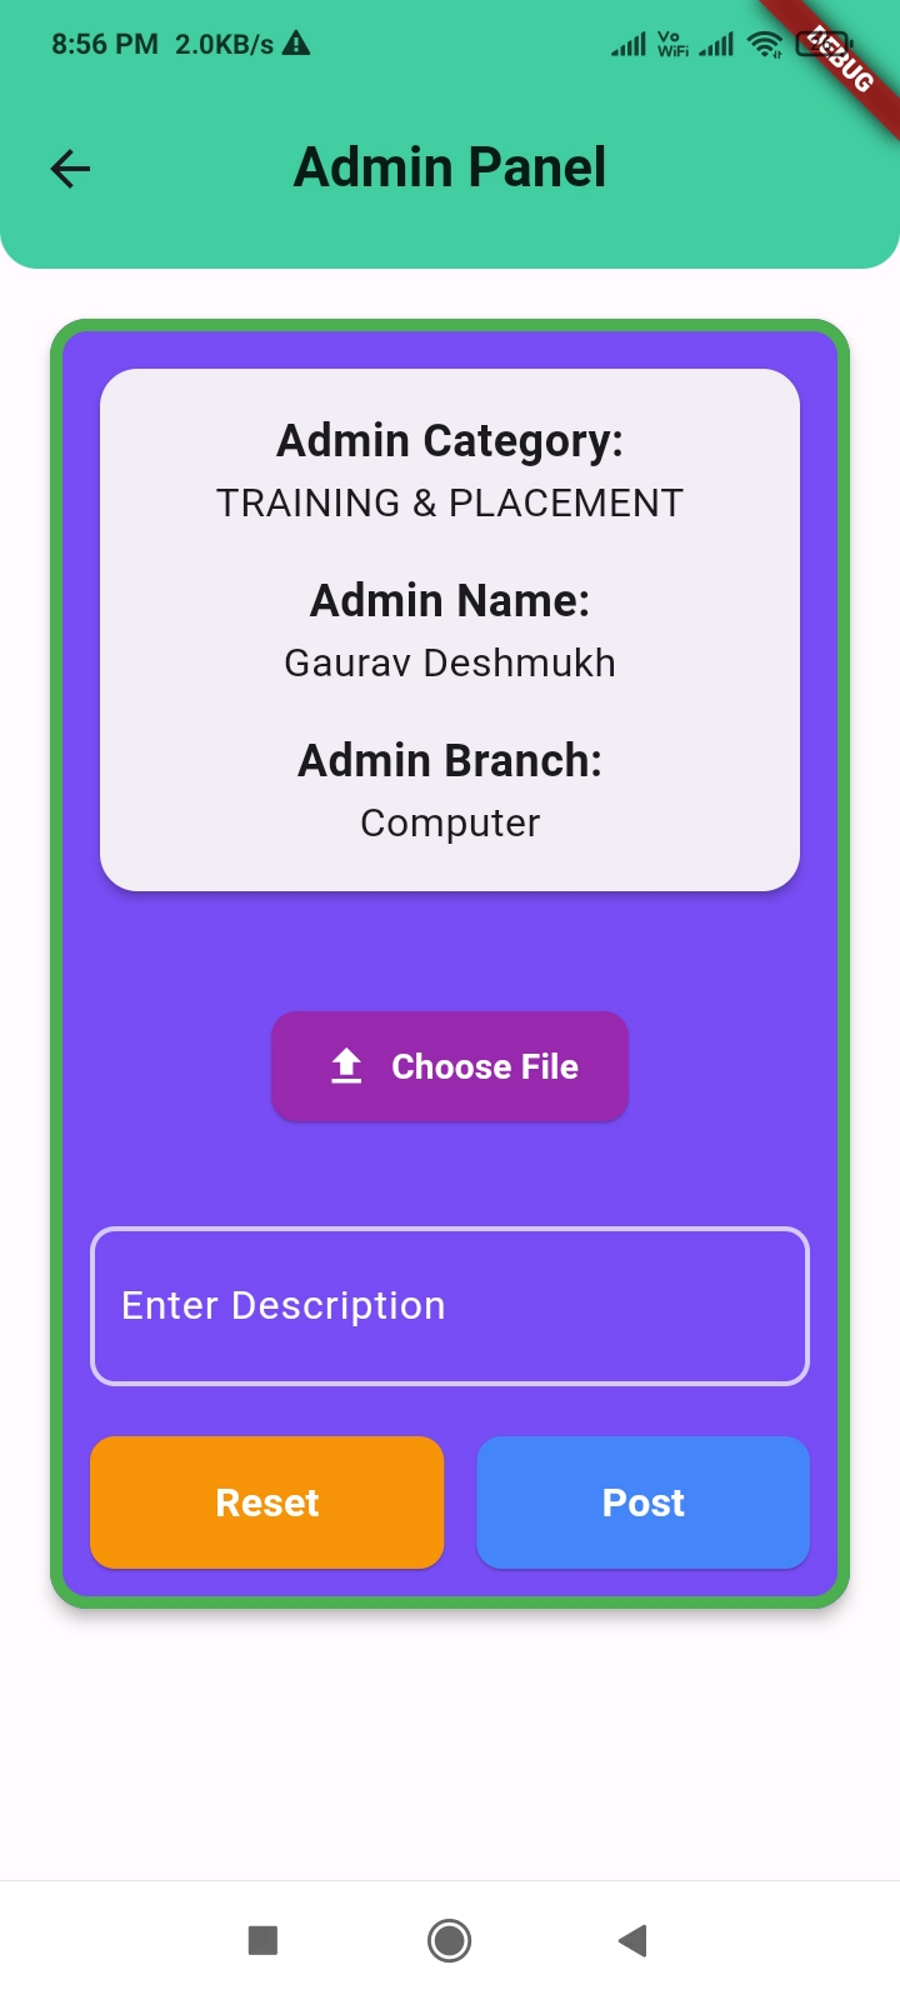 8:56 PM 2.0KB/s
Vo
WiFi
DEBUG
Admin Panel
Admin Category:
TRAINING & PLACEMENT
Admin Name:
Gaurav Deshmukh
Admin Branch:
Computer
Choose File
Enter Description
Reset
Post